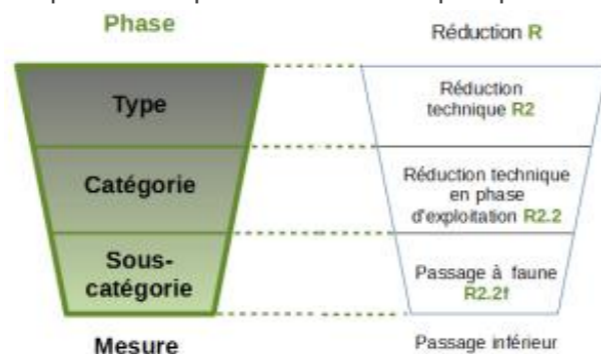 Phase
Réduction R
Type
Réduction
technique R2
Catégorie
Réduction technique
en phase
d'exploitation R2.2
Sous-
catégorie
Passage à faune
R2.2f
Mesure
Passage inférieur